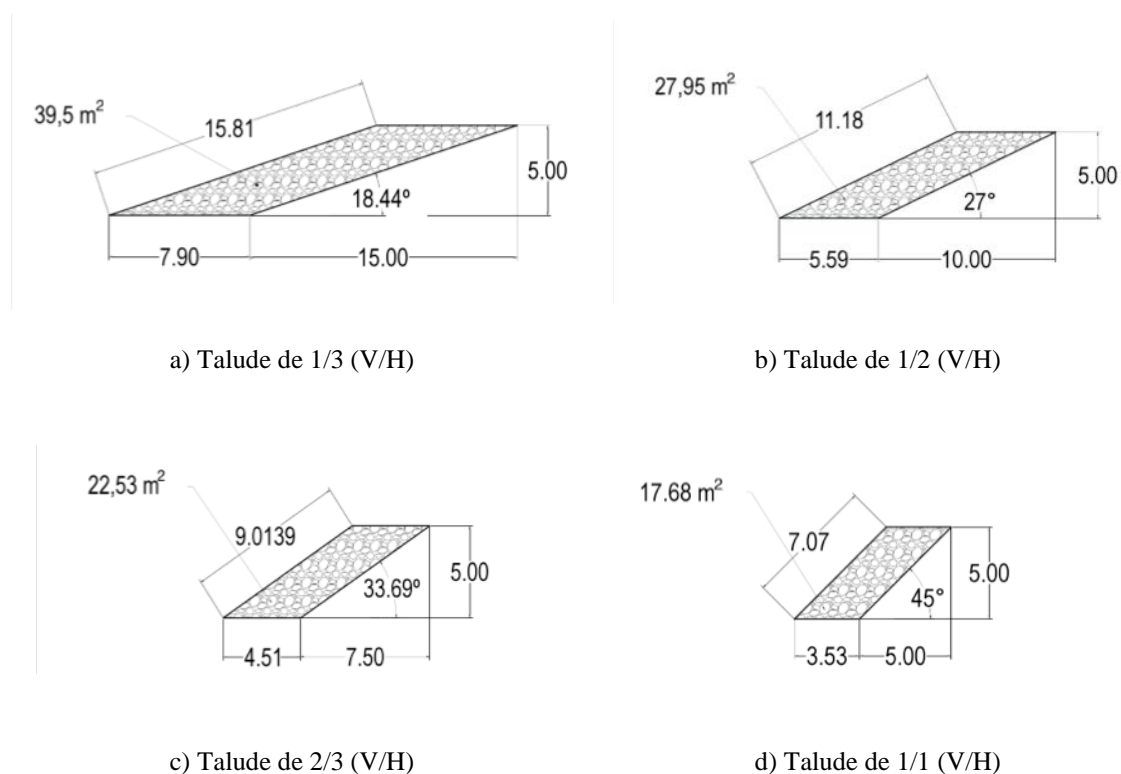 39,5 m²
15.81
5.00
18.44º
7.90
15.00
a) Talude de 1/3 (V/H)
27,95 m²
11.18
5.00
27°
5.59
10.00
b) Talude de 1/2 (V/H)
22,53 m²
9.0139
5.00
33.69º
4.51
7.50
c) Talude de 2/3 (V/H)
17.68 m²
7.07
5.00
45°
3.53
5.00
d) Talude de 1/1 (V/H)